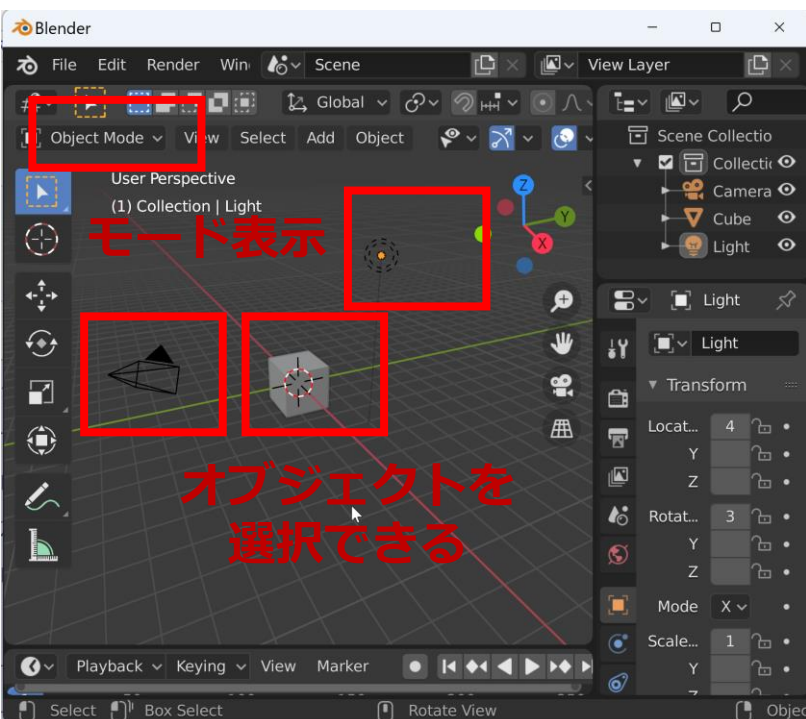 Blender
File Edit Render Win Scene View Layer
Global
Object Mode View Select Add Object
Scene Collectio
User Perspective
(1) Collection | Light
Collectic
Camera
Cube
Light
Z
Y
X
モード表示
Light
Light
Transform
Locat... 4
Y
Z
オブジェクトを
選択できる
Rotat... 3
Y
Z
Mode X
Scale... 1
Y
Playback Keying View Marker
Select Box Select Rotate View Objec